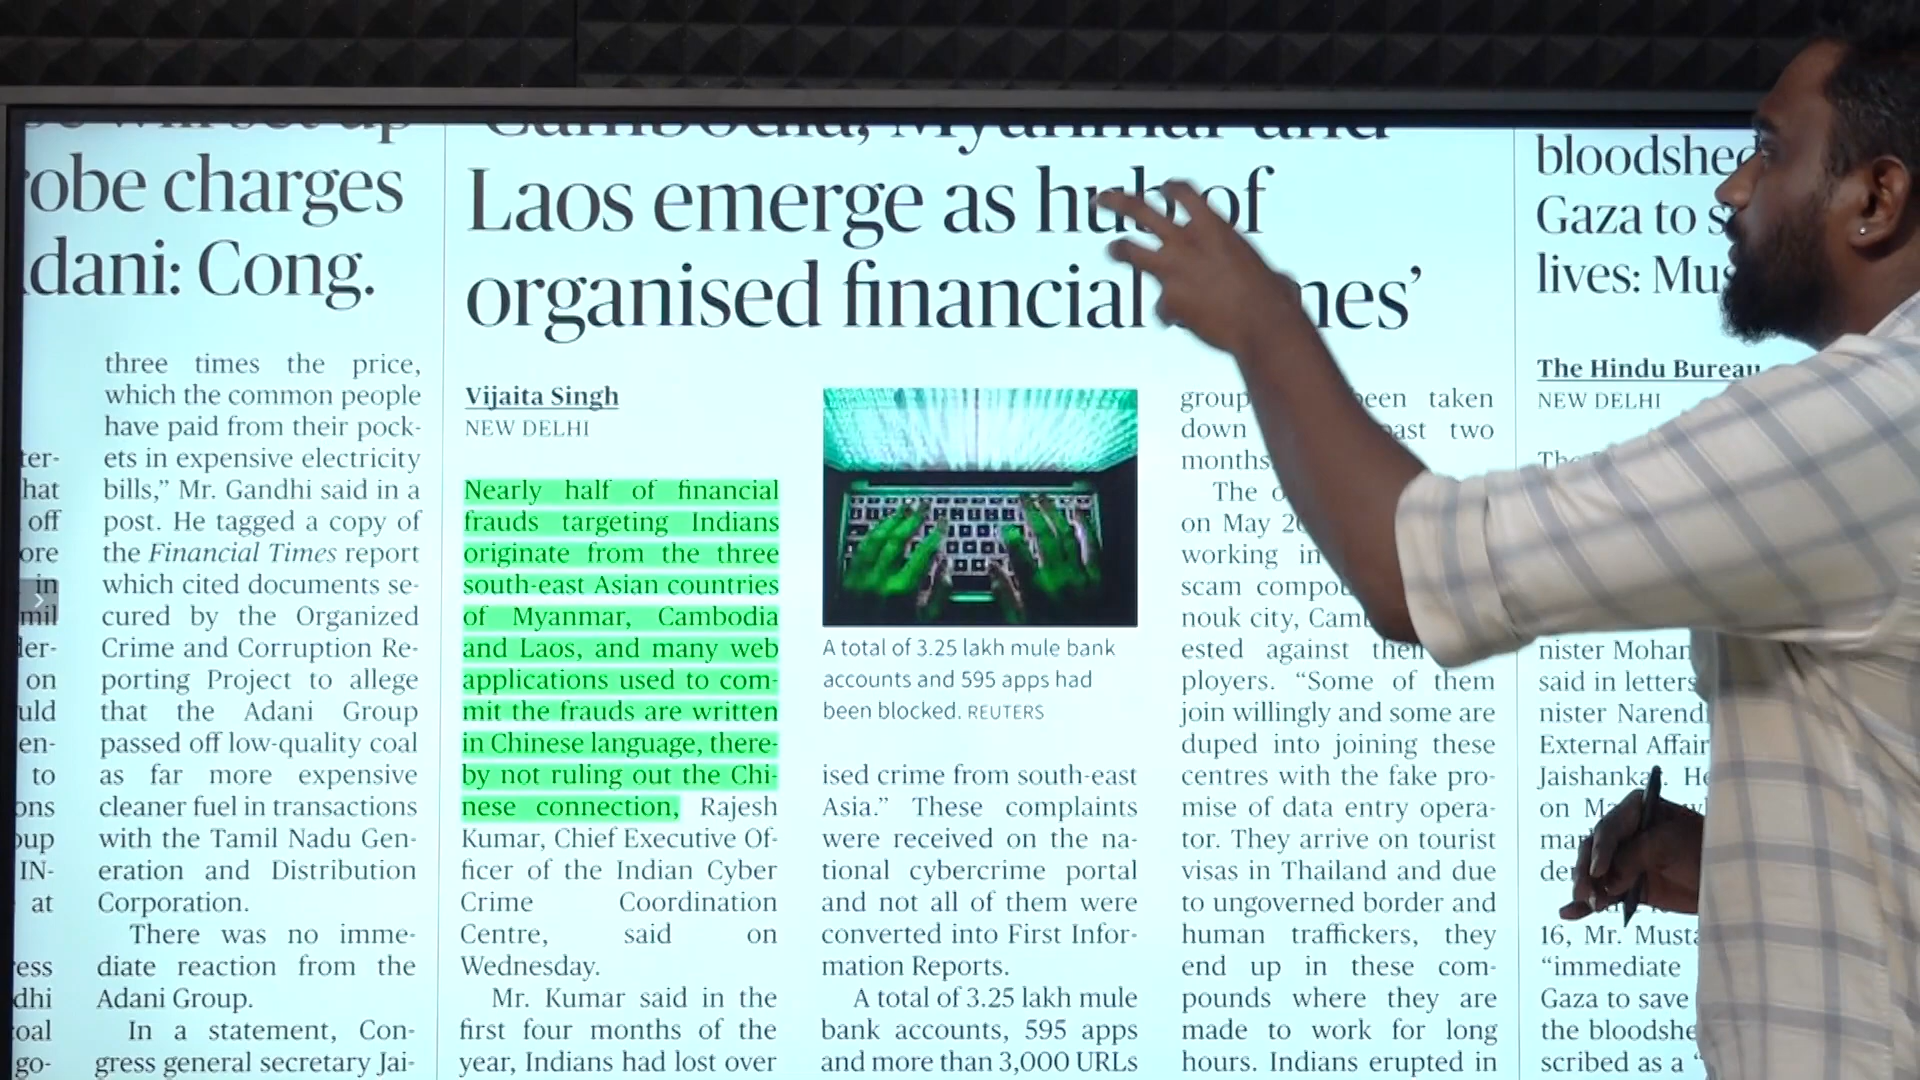 obe charges
dani: Cong.
three times the price,
which the common people
have paid from their pock-
ets in expensive electricity
bills,” Mr. Gandhi said in a
post. He tagged a copy of
the Financial Times report
which cited documents se-
cured by the Organized
Crime and Corruption Re-
porting Project to allege
that the Adani Group
passed off low-quality coal
as far more expensive
cleaner fuel in transactions
with the Tamil Nadu Gen-
eration and Distribution
Corporation.
There was no imme-
diate reaction from the
Adani Group.
In a statement, Con-
gress general secretary Jai-
Cambodia, Myanmar and
Laos emerge as hub of
organised financial
Vijaita Singh
NEW DELHI
Nearly half of financial
frauds targeting Indians
originate from the three
south-east Asian countries
of Myanmar, Cambodia
and Laos, and many web
applications used to com-
mit the frauds are written
in Chinese language, there-
by not ruling out the Chi-
nese connection, Rajesh
Kumar, Chief Executive Of-
ficer of the Indian Cyber
Crime Coordination
Centre, said on
Wednesday.
Mr. Kumar said in the
first four months of the
year, Indians had lost over
A total of 3.25 lakh mule bank
accounts and 595 apps had
been blocked. REUTERS
ised crime from south-east
Asia.” These complaints
were received on the na-
tional cybercrime portal
and not all of them were
converted into First Infor-
mation Reports.
A total of 3.25 lakh mule
bank accounts, 595 apps
and more than 3,000 URLs
group been taken
down past two
months
The
on May
working in
scam compou
nouk city, Cam
ested against their
ployers. “Some of them
join willingly and some are
duped into joining these
centres with the fake pro-
mise of data entry opera-
tor. They arrive on tourist
visas in Thailand and due
to ungoverned border and
human traffickers, they
end up in these com-
pounds where they are
made to work for long
hours. Indians erupted in
bloodshed
Gaza to s
lives: Mus
The Hindu Bureau
NEW DELHI
nister Mohan
said in letters
nister Narend
External Affair
Jaishankar. He
on Ma
16, Mr. Musta
“immediate
Gaza to save
the bloodshe
scribed as a “